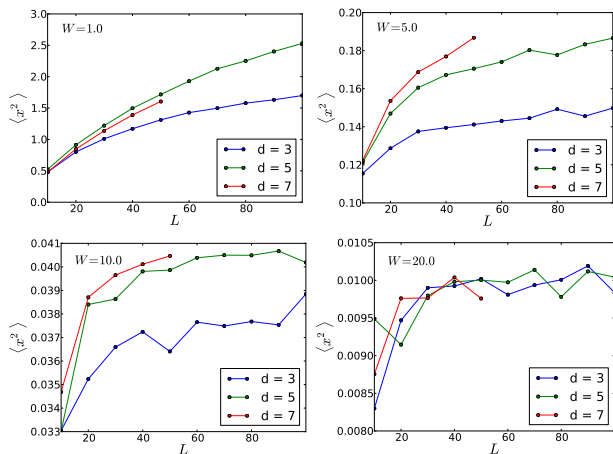 W=1.0
3.0
2.5
2.0
1.5
1.0
0.5
0.0
⟨x²⟩
20 40 60 80
L
d = 3
d = 5
d = 7
W=5.0
0.20
0.18
0.16
0.14
0.12
0.10
⟨x²⟩
20 40 60 80
L
d = 3
d = 5
d = 7
W=10.0
0.041
0.040
0.039
0.037
0.036
0.035
0.034
0.033
⟨x²⟩
20 40 60 80
L
d = 3
d = 5
d = 7
W=20.0
0.0105
0.0100
0.0095
0.0090
0.0085
0.0080
⟨x²⟩
20 40 60 80
L
d = 3
d = 5
d = 7